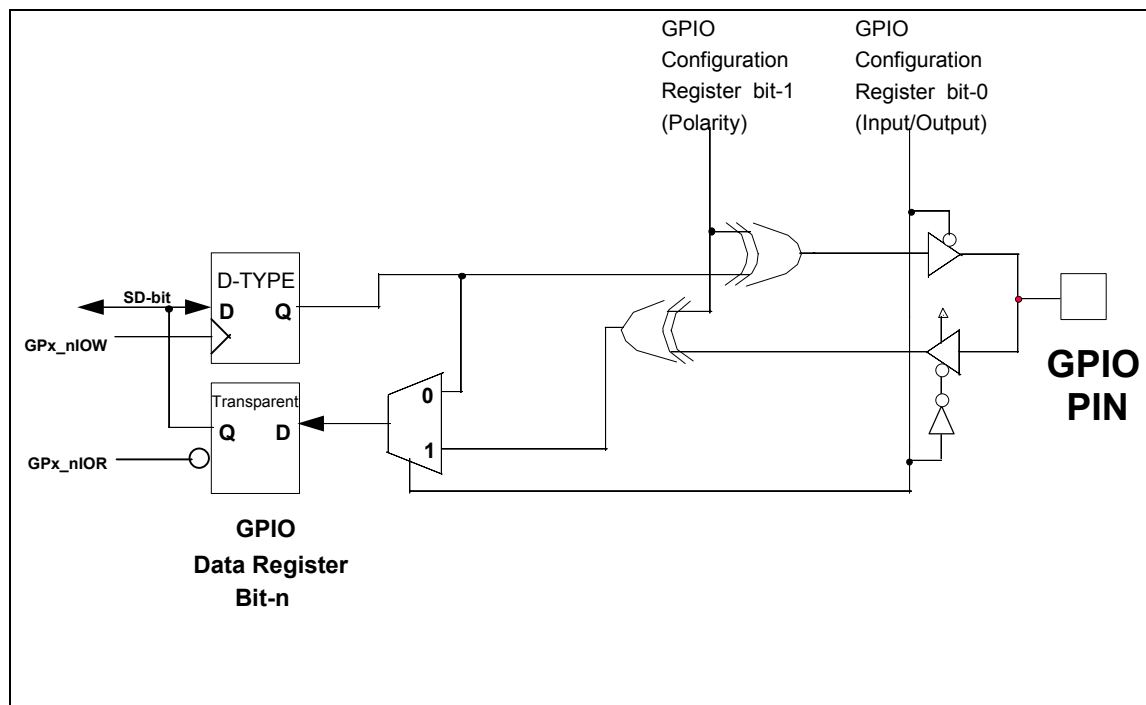 GPIO
Configuration
Register bit-1
(Polarity)
GPIO
Configuration
Register bit-0
(Input/Output)
D-TYPE
SD-bit
D
Q
GPx_nIOW
Transparent
Q
D
0
1
GPx_nIOR
GPIO
PIN
GPIO
Data Register
Bit-n